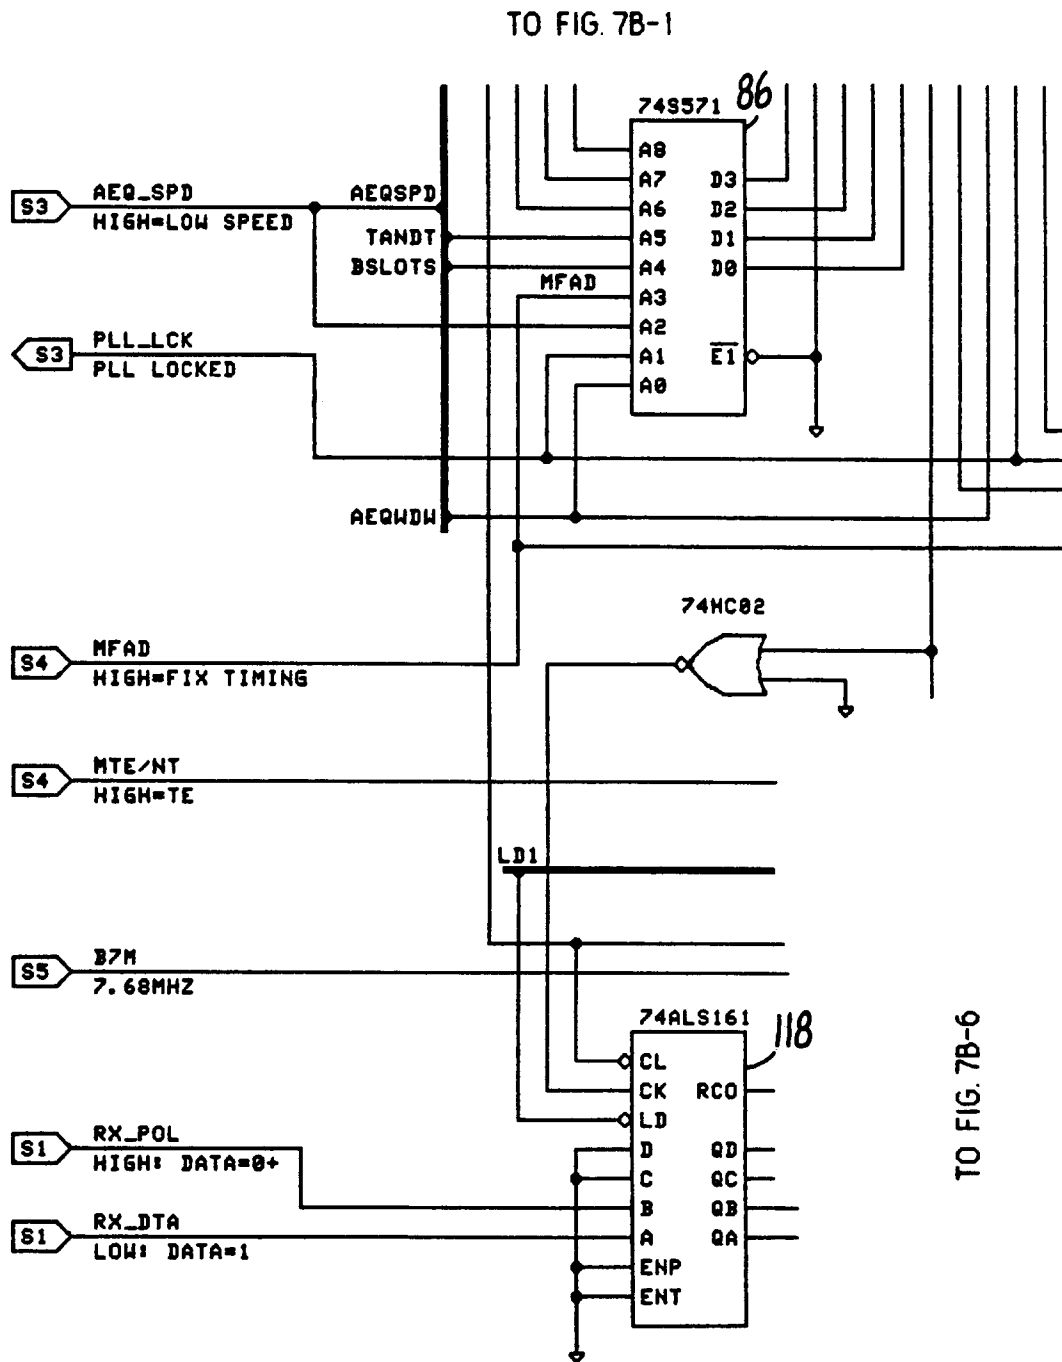 TO FIG. 7B-1
74S571
86
A8
A7 D3
S3 AEQ_SPD AEQSPD A6 D2
HIGH=LOW SPEED
TANDT A5 D1
BSLOTS A4 D0
MFAD A3
A2
S3 PLL_LCK A1 E1
PLL LOCKED
A0
AEQWDW
74HC02
S4 MFAD
HIGH=FIX TIMING
S4 MTE/NT
HIGH=TE
LD1
S5 B7M
7.68MHZ
74ALS161
118
CL
CK RCO
LD
S1 RX_POL D QD
HIGH: DATA=0+
C QC
B QB
S1 RX_DTA A QA
LOW: DATA=1
ENP
ENT
TO FIG. 7B-6